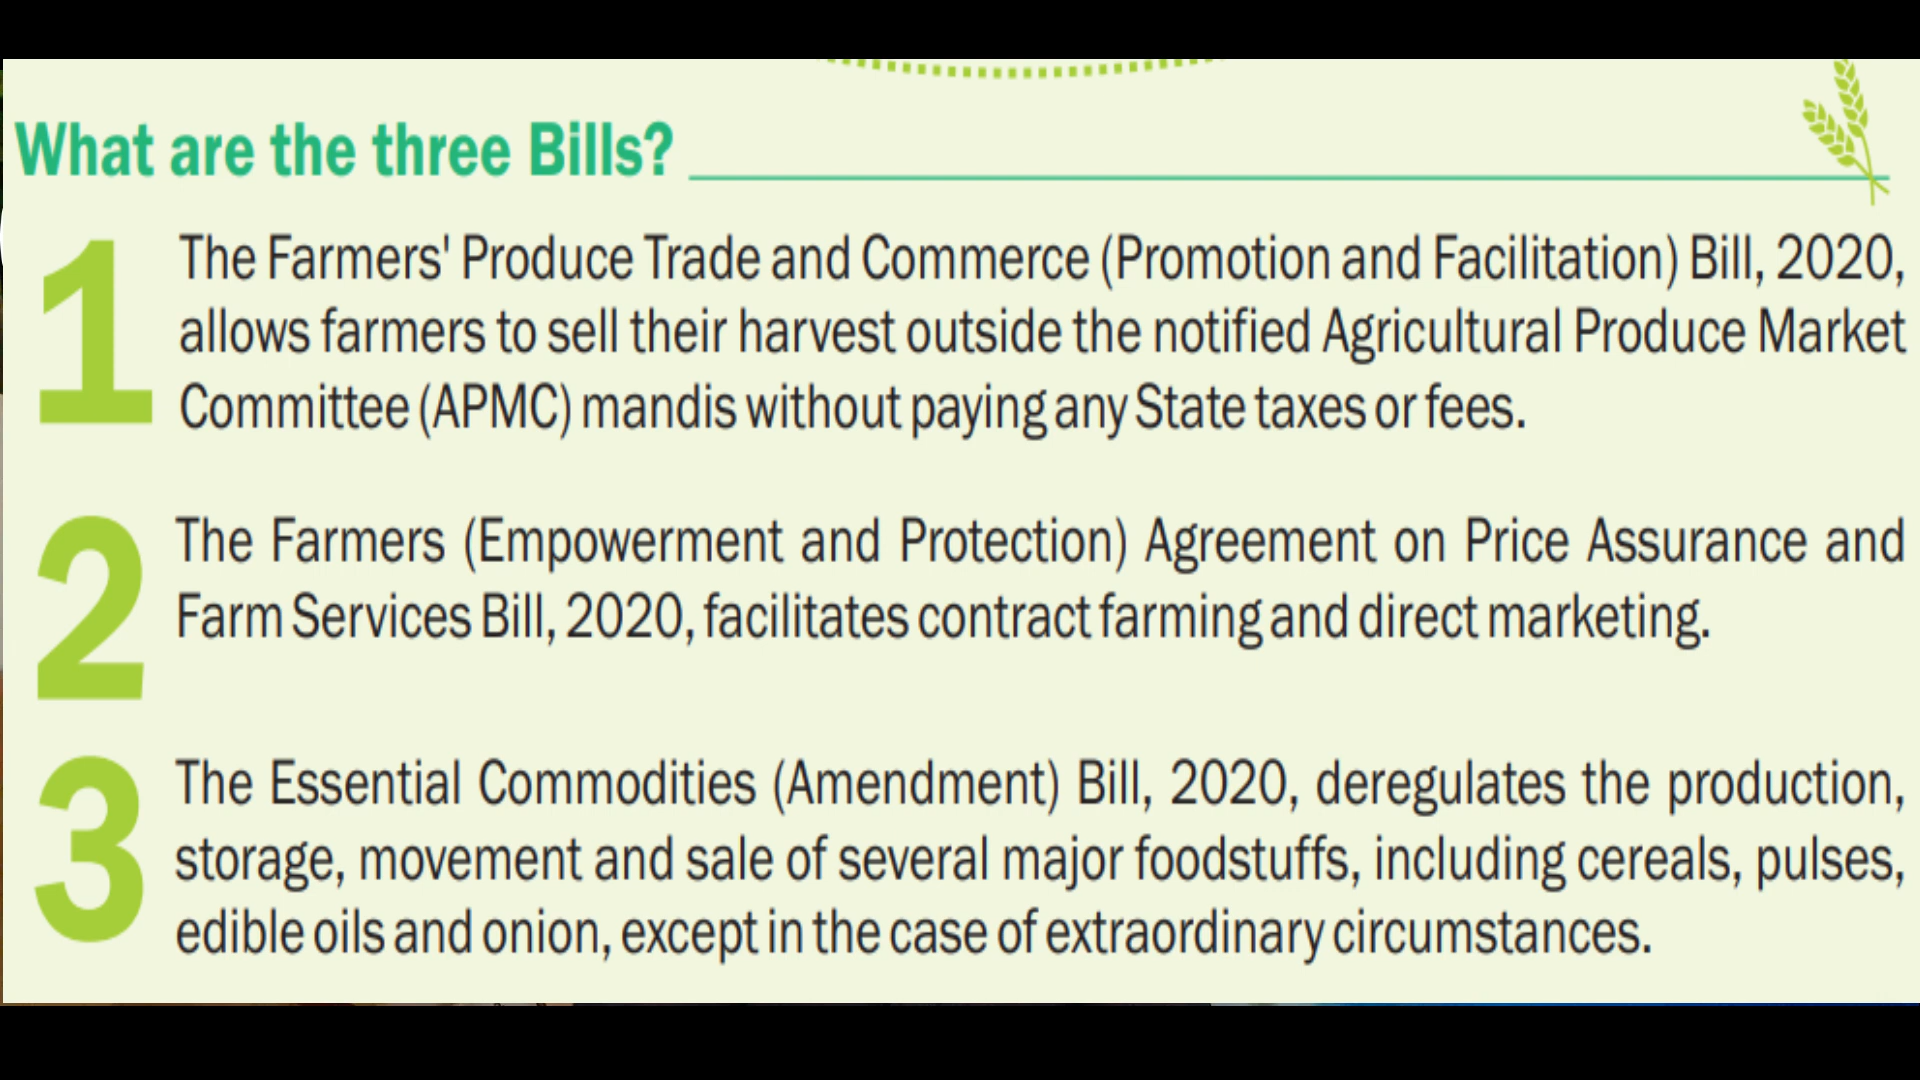 What are the three Bills?
1
The Farmers' Produce Trade and Commerce (Promotion and Facilitation) Bill, 2020,
allows farmers to sell their harvest outside the notified Agricultural Produce Market
Committee (APMC) mandis without paying any State taxes or fees.
2
The Farmers (Empowerment and Protection) Agreement on Price Assurance and
Farm Services Bill, 2020, facilitates contract farming and direct marketing.
3
The Essential Commodities (Amendment) Bill, 2020, deregulates the production,
storage, movement and sale of several major foodstuffs, including cereals, pulses,
edible oils and onion, except in the case of extraordinary circumstances.